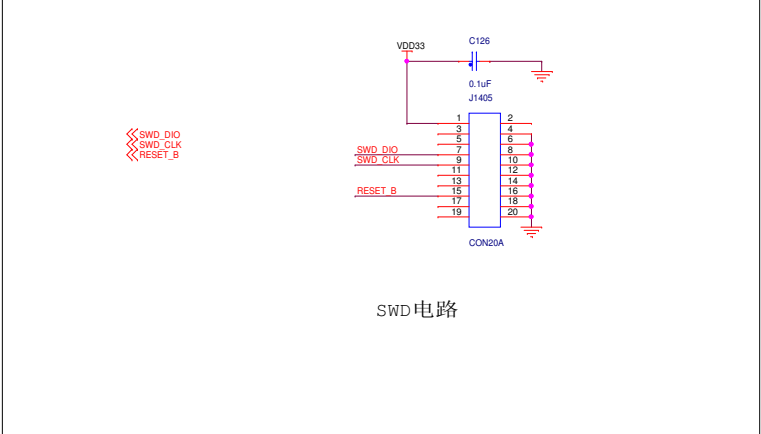 C126
VDD33
0.1uF
J1405
1 2
3 4
5 6
SWD_DIO 7 8
SWD_CLK 9 10
11 12
13 14
RESET_B 15 16
17 18
19 20
CON20A
SWD_DIO
SWD_CLK
RESET_B
SWD电路